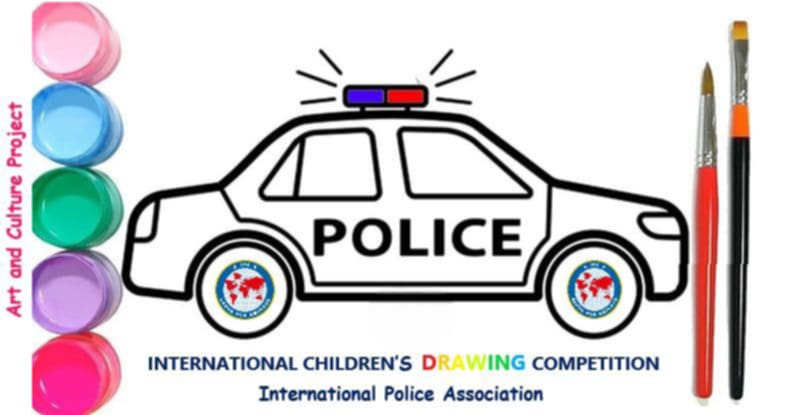 Art and Culture Project
POLICE
INTERNATIONAL CHILDREN'S DRAWING COMPETITION
International Police Association